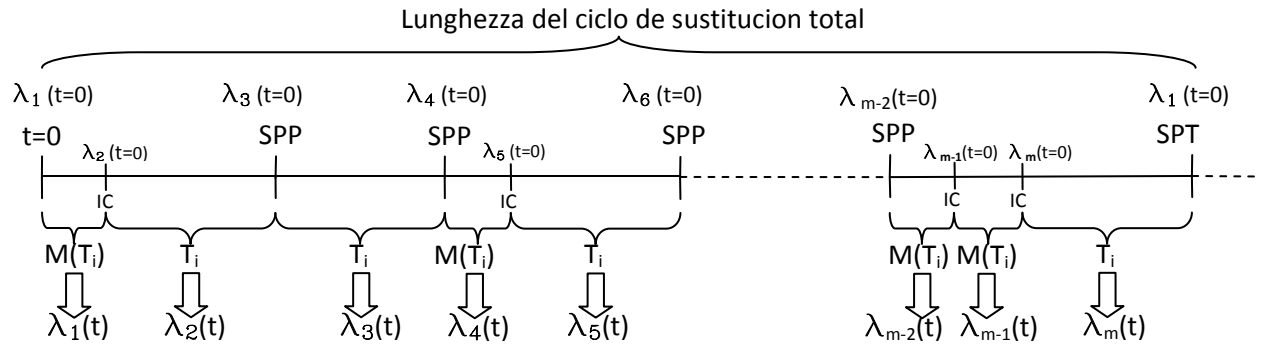 Lunghezza del ciclo de sustitucion total
λ1 (t=0) λ3 (t=0) λ4 (t=0) λ6 (t=0) λm-2(t=0) λ1 (t=0)
t=0 SPP SPP SPP SPP SPT
λ2 (t=0) λ5 (t=0) λm-1(t=0) λm(t=0)
IC IC IC IC
M(Ti) Ti Ti M(Ti) Ti M(Ti) M(Ti) Ti
λ1(t) λ2(t) λ3(t) λ4(t) λ5(t) λm-2(t) λm-1(t) λm(t)